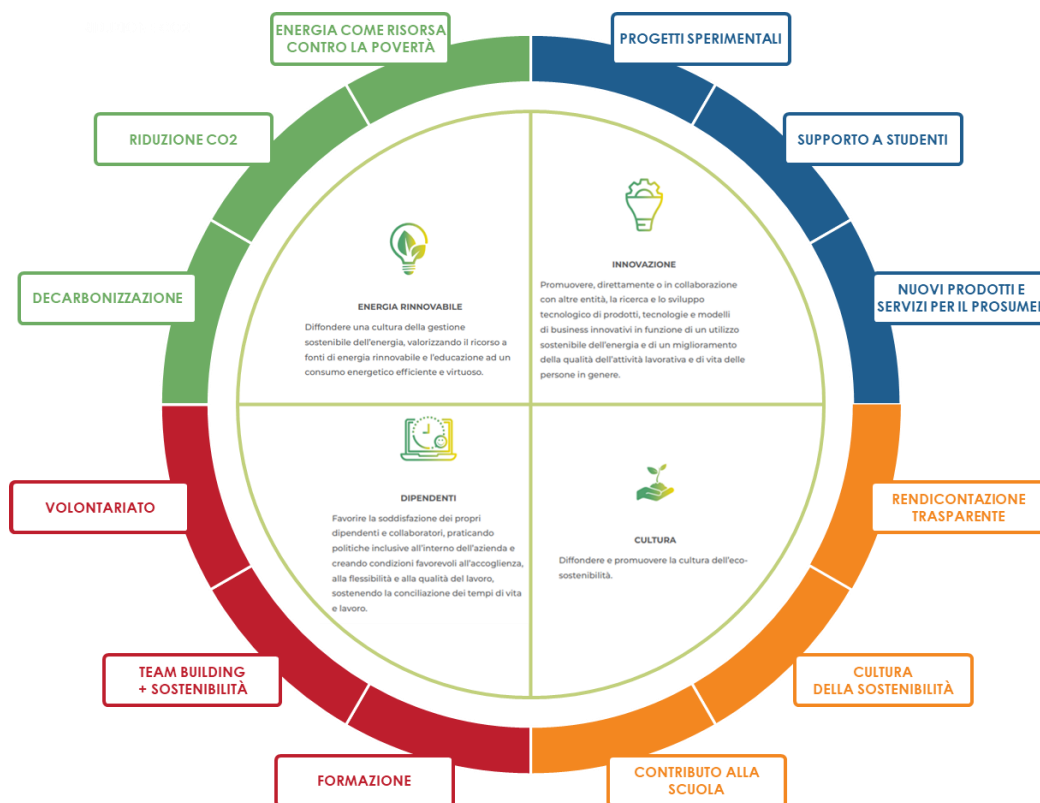 ENERGIA COME RISORSA
CONTRO LA POVERTÀ
PROGETTI SPERIMENTALI
RIDUZIONE CO2
SUPPORTO A STUDENTI
DECARBONIZZAZIONE
NUOVI PRODOTTI E
SERVIZI PER IL PROSUMER
ENERGIA RINNOVABILE
Diffondere una cultura della gestione
sostenibile dell'energia, valorizzando il ricorso a
fonti di energia rinnovabile e l'educazione ad un
consumo energetico efficiente e virtuoso.
INNOVAZIONE
Promuovere, direttamente o in collaborazione
con altre entità, la ricerca e lo sviluppo
tecnologico di prodotti, tecnologie e modelli
di business innovativi in funzione di un utilizzo
sostenibile dell'energia e di un miglioramento
della qualità dell'attività lavorativa e di vita delle
persone in genere.
DIPENDENTI
Favorire la soddisfazione dei propri
dipendenti e collaboratori, praticando
politiche inclusive all'interno dell'azienda e
creando condizioni favorevoli all'accoglienza,
alla flessibilità e alla qualità del lavoro,
sostenendo la conciliazione dei tempi di vita
e lavoro.
CULTURA
Diffondere e promuovere la cultura dell'eco-
sostenibilità.
VOLONTARIATO
RENDICONTAZIONE
TRASPARENTE
TEAM BUILDING
+ SOSTENIBILITÀ
CULTURA
DELLA SOSTENIBILITÀ
FORMAZIONE
CONTRIBUTO ALLA
SCUOLA